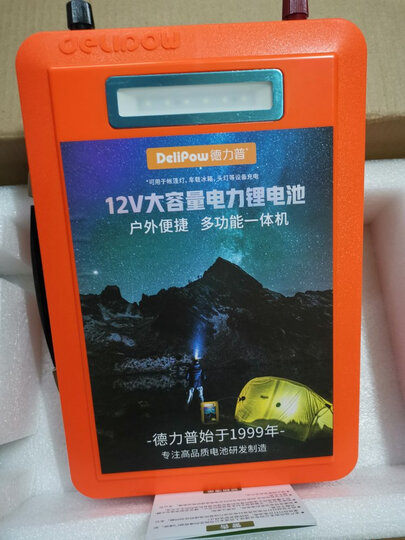 delipow
DeliPow 德力普
*可用于帐篷灯，车载冰箱，头灯等设备充电
12V大容量电力锂电池
户外便捷 多功能一体机
-德力普始于1999年-
专注高品质电池研发制造